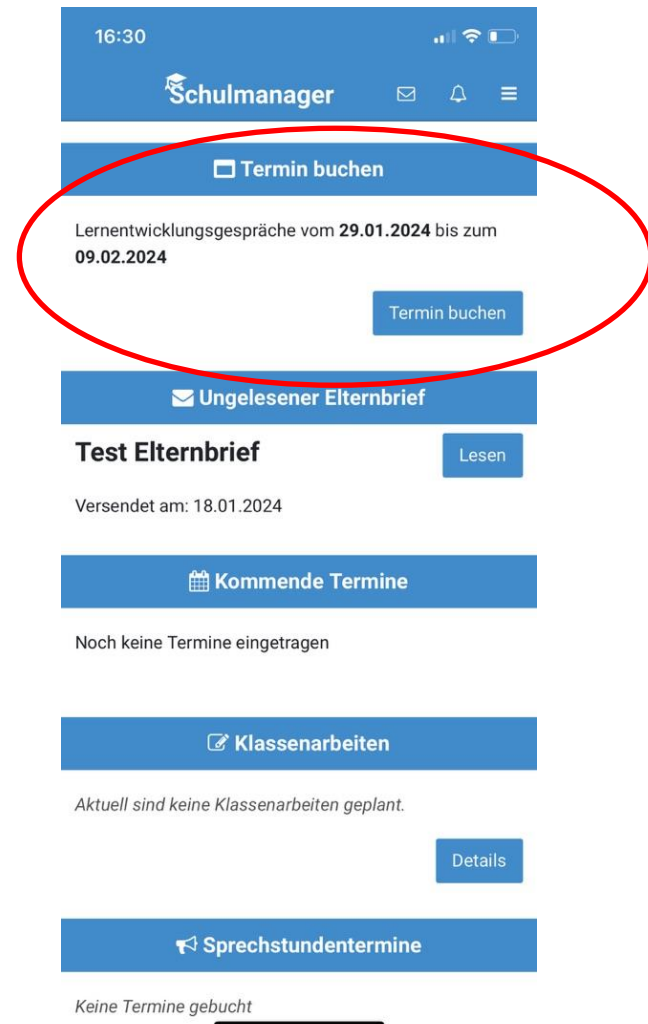 16:30
Schulmanager
Termin buchen
Lernentwicklungsgespräche vom 29.01.2024 bis zum
09.02.2024
Termin buchen
Ungelesener Elternbrief
Test Elternbrief
Lesen
Versendet am: 18.01.2024
Kommende Termine
Noch keine Termine eingetragen
Klassenarbeiten
Aktuell sind keine Klassenarbeiten geplant.
Details
Sprechstundentermine
Keine Termine gebucht